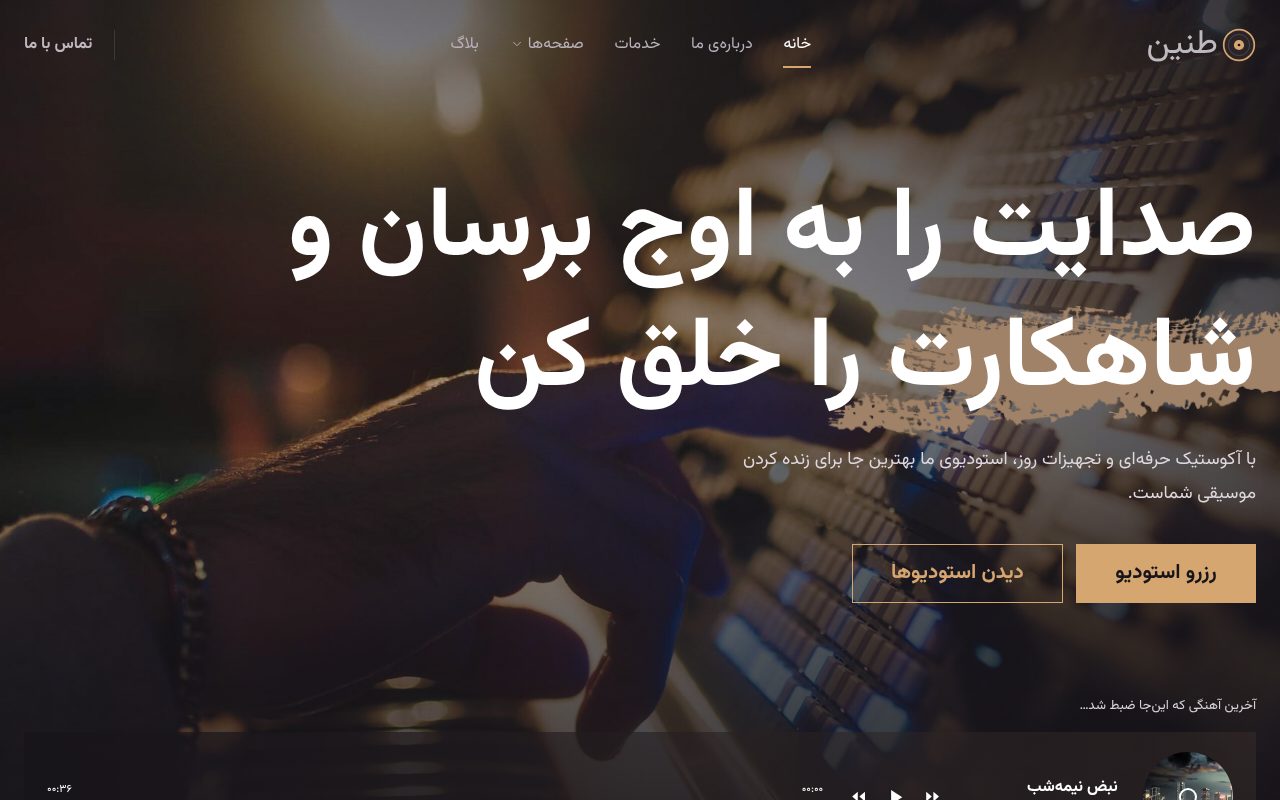 طنین
خانه
درباره‌ی ما
خدمات
صفحه‌ها
بلاگ
تماس با ما
صدایت را به اوج برسان و
شاهکارت را خلق کن
با آکوستیک حرفه‌ای و تجهیزات روز، استودیوی ما بهترین جا برای زنده کردن
موسیقی شماست.
رزرو استودیو
دیدن استودیوها
آخرین آهنگی که این‌جا ضبط شد...
نبض نیمه‌شب
۰۰:۰۰
۰۰:۳۶